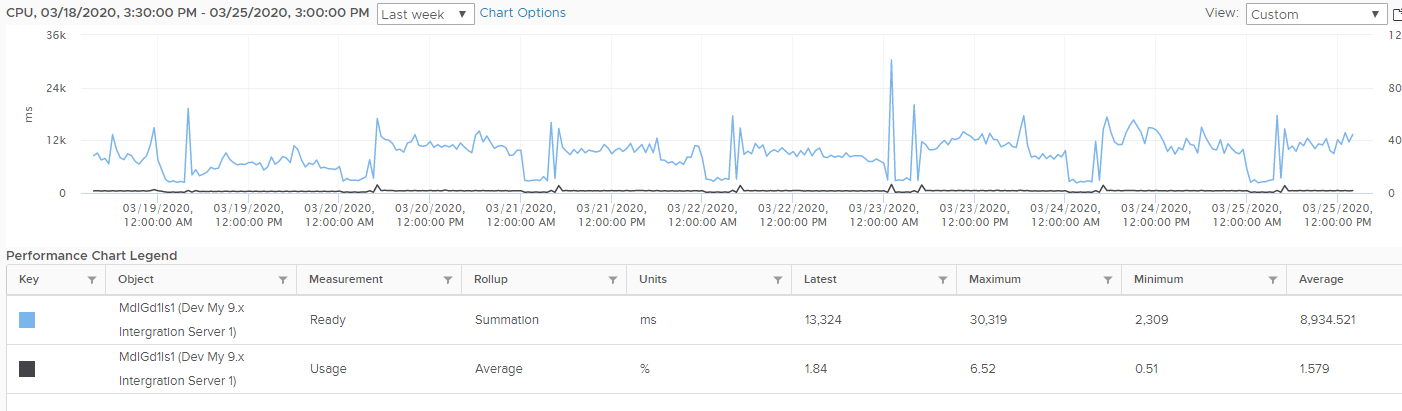 CPU, 03/18/2020, 3:30:00 PM - 03/25/2020, 3:00:00 PM Last week Chart Options View: Custom
36k 12
24k 80
ms
12k 40
0 0
03/19/2020, 03/19/2020, 03/20/2020, 03/20/2020, 03/21/2020, 03/21/2020, 03/22/2020, 03/22/2020, 03/23/2020, 03/23/2020, 03/24/2020, 03/24/2020, 03/25/2020, 03/25/2020,
12:00:00 AM 12:00:00 PM 12:00:00 AM 12:00:00 PM 12:00:00 AM 12:00:00 PM 12:00:00 AM 12:00:00 PM 12:00:00 AM 12:00:00 PM 12:00:00 AM 12:00:00 PM 12:00:00 AM 12:00:00 PM
Performance Chart Legend
Key Object Measurement Rollup Units Latest Maximum Minimum Average
MdlGd1Is1 (Dev My 9.x
Intergration Server 1) Ready Summation ms 13,324 30,319 2,309 8,934.521
MdlGd1Is1 (Dev My 9.x
Intergration Server 1) Usage Average % 1.84 6.52 0.51 1.579